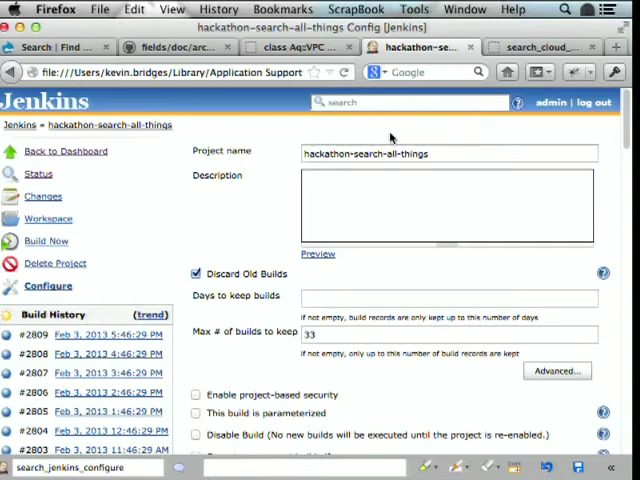 Firefox File Edit View History Bookmarks ScrapBook Tools Window Help
hackathon-search-all-things Config [Jenkins]
Search | Find ... fields/doc/arc... class Aq::VPC ... hackathon-se... search_cloud_...
file:///Users/kevin.bridges/Library/Application Support Google
Jenkins search admin | log out
Jenkins » hackathon-search-all-things
Back to Dashboard
Status
Changes
Workspace
Build Now
Delete Project
Configure
Build History (trend)
#2809 Feb 3, 2013 5:46:29 PM
#2808 Feb 3, 2013 4:46:29 PM
#2807 Feb 3, 2013 3:46:29 PM
#2806 Feb 3, 2013 2:46:29 PM
#2805 Feb 3, 2013 1:46:29 PM
#2804 Feb 3, 2013 12:46:29 PM
#2803 Feb 3, 2013 11:46:29 AM
Project name hackathon-search-all-things
Description
Preview
Discard Old Builds
Days to keep builds
if not empty, build records are only kept up to this number of days
Max # of builds to keep 33
if not empty, only up to this number of build records are kept
Advanced...
Enable project-based security
This build is parameterized
Disable Build (No new builds will be executed until the project is re-enabled.)
search_jenkins_configure